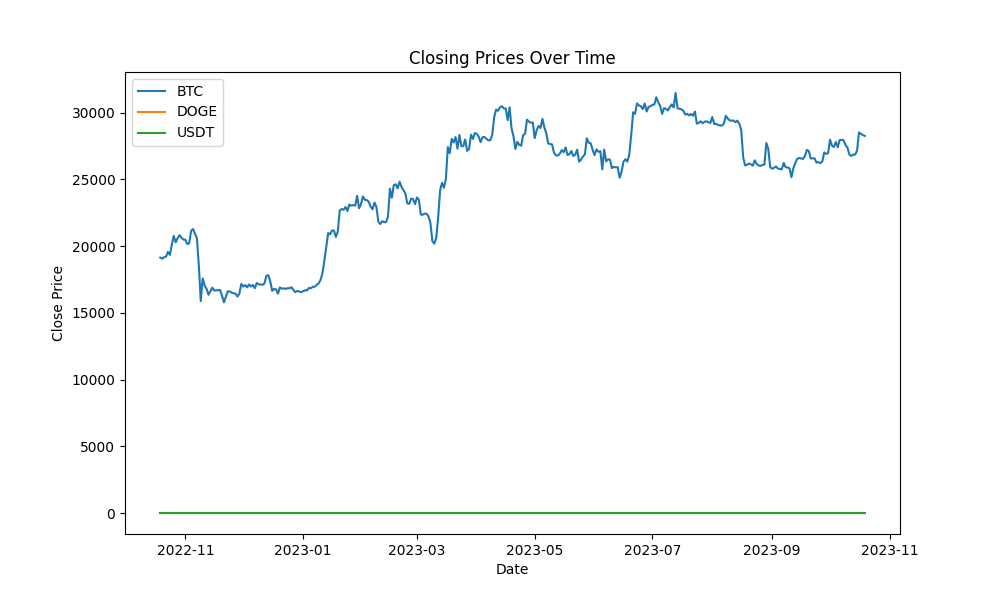 Closing Prices Over Time
BTC
DOGE
USDT
Close Price
30000
25000
20000
15000
10000
5000
0
2022-11 2023-01 2023-03 2023-05 2023-07 2023-09 2023-11
Date